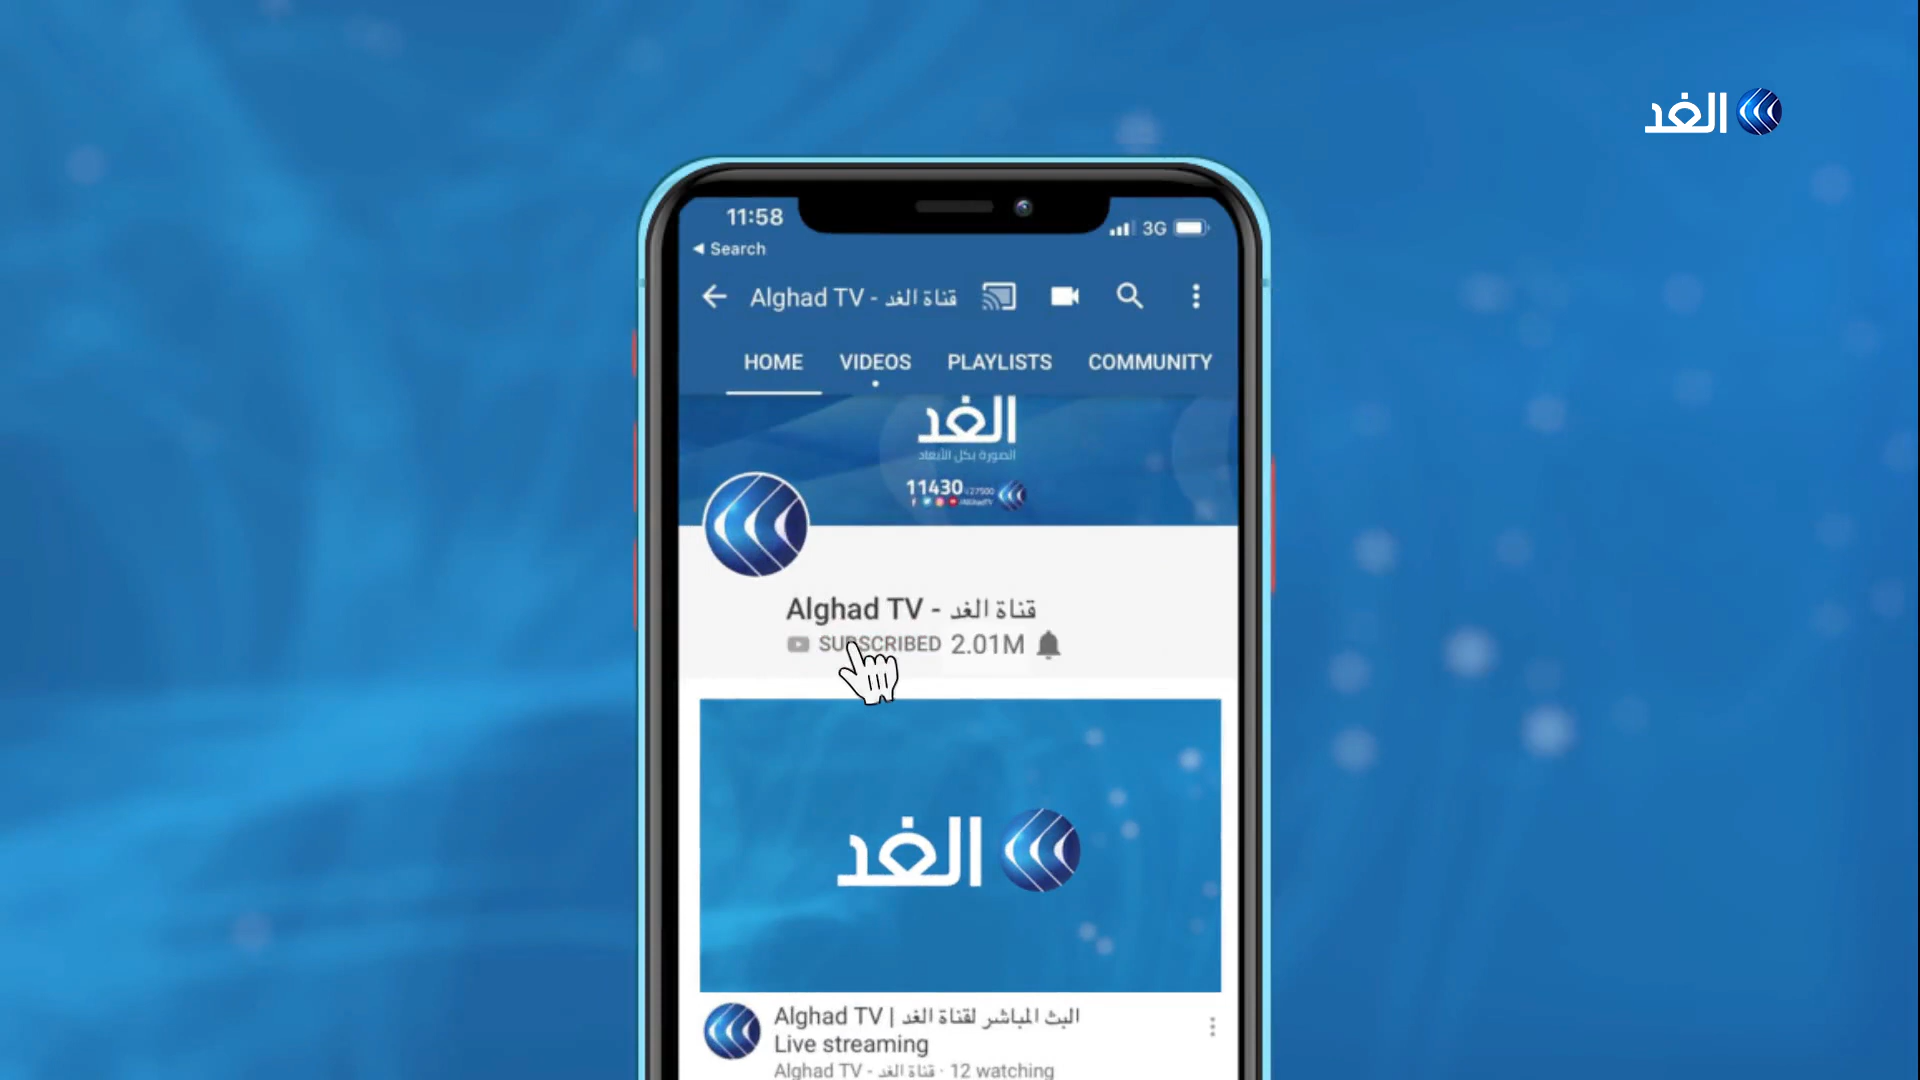 الغد
11:58
3G
Search
Alghad TV - قناة الغد
HOME VIDEOS PLAYLISTS COMMUNITY
الغد
الصورة بكل الأبعاد
11430 27500
Alghad TV - قناة الغد
SUBSCRIBED 2.01M
الغد
Alghad TV | البث المباشر لقناة الغد
Live streaming
Alghad TV - قناة الغد · 12 watching